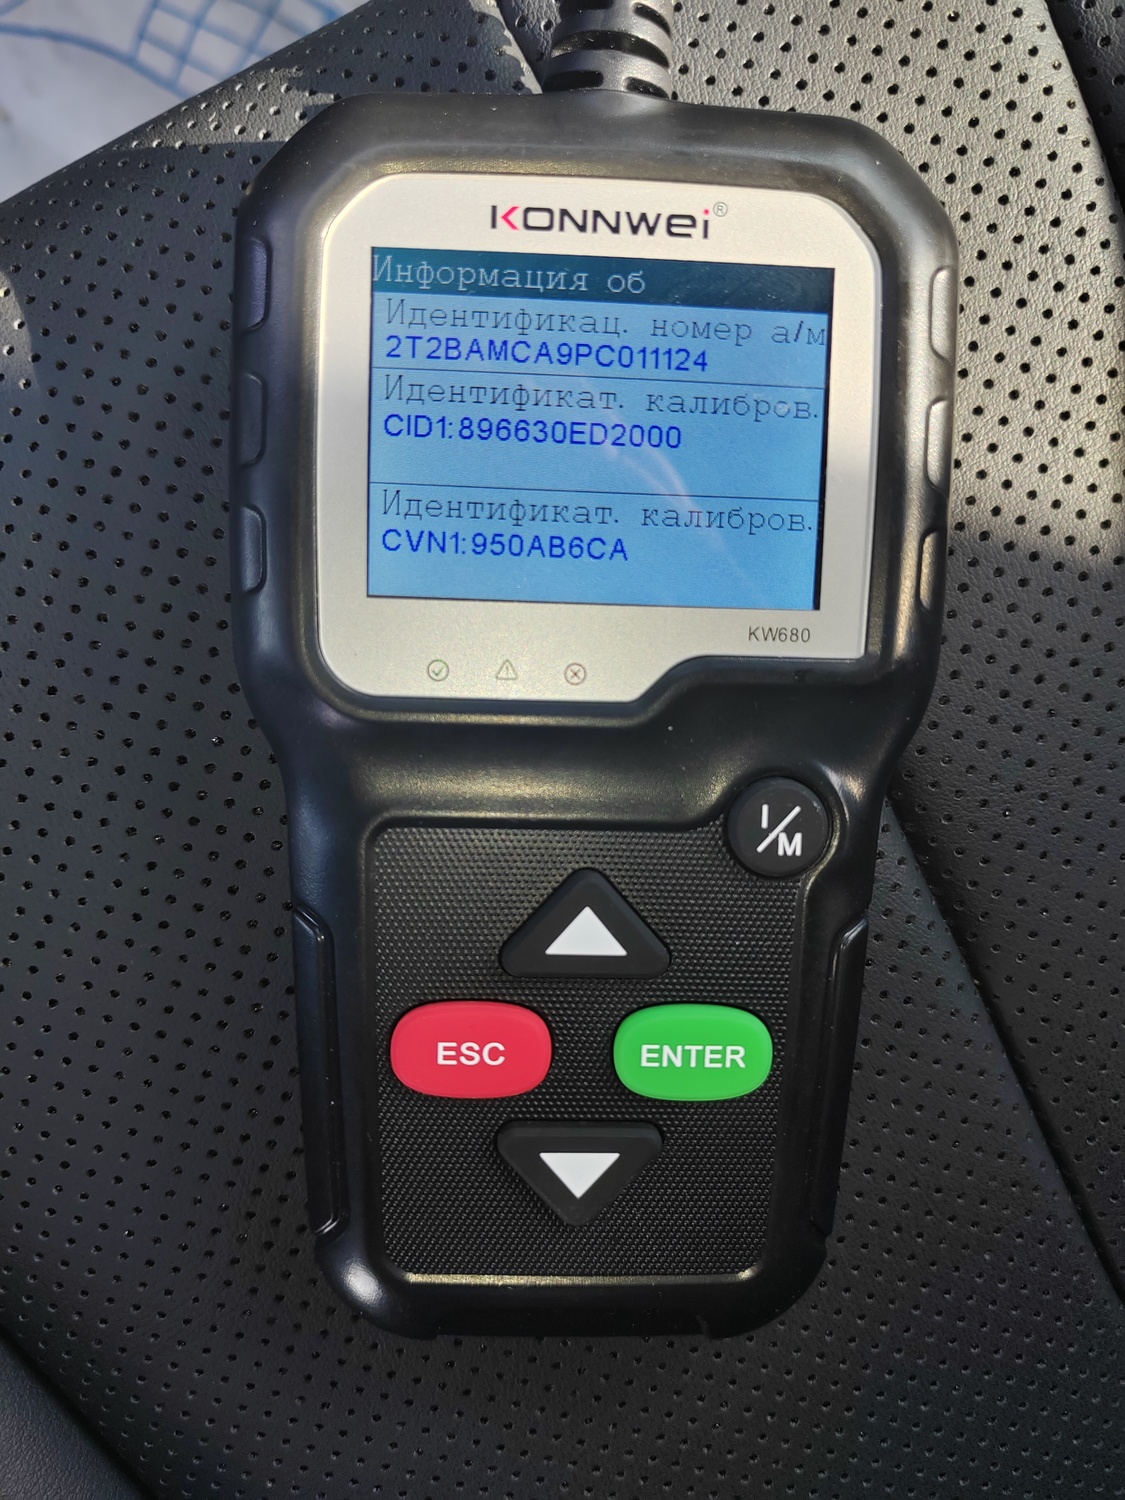 KONNWEI®
Информация об
Идентификац. номер а/м
2T2BAMCA9PC011124
Идентификат. калибров.
CID1:896630ED2000
Идентификат. калибров.
CVN1:950AB6CA
KW680
I/M
ESC
ENTER